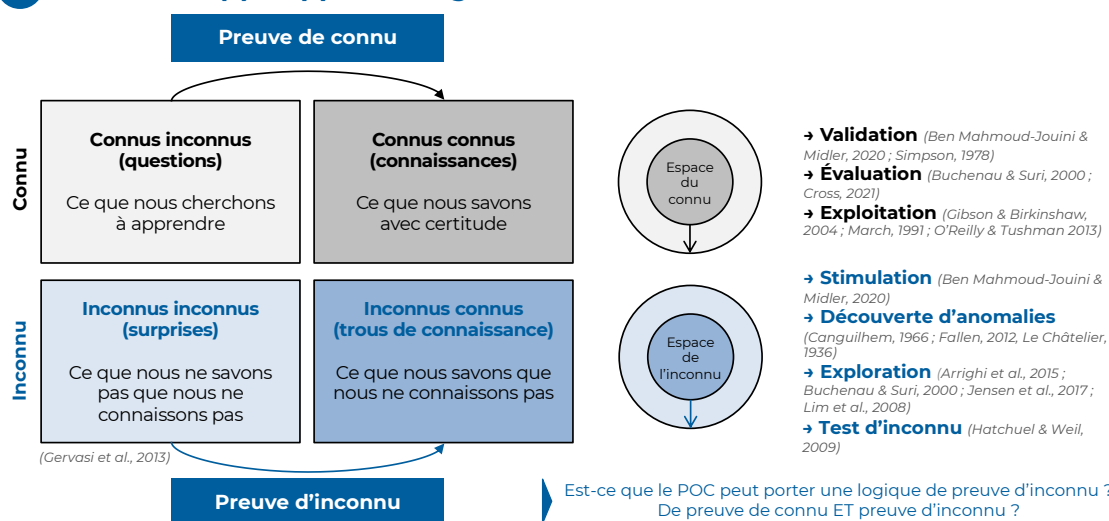 Preuve de connu
Connu
Connus inconnus
(questions)
Ce que nous cherchons
à apprendre
Connus connus
(connaissances)
Ce que nous savons
avec certitude
Espace
du
connu
→ Validation (Ben Mahmoud-Jouini &
Midler, 2020 ; Simpson, 1978)
→ Évaluation (Buchenau & Suri, 2000 ;
Cross, 2021)
→ Exploitation (Gibson & Birkinshaw,
2004 ; March, 1991 ; O'Reilly & Tushman 2013)
Inconnu
Inconnus inconnus
(surprises)
Ce que nous ne savons
pas que nous ne
connaissons pas
Inconnus connus
(trous de connaissance)
Ce que nous savons que
nous ne connaissons pas
Espace
de
l'inconnu
→ Stimulation (Ben Mahmoud-Jouini &
Midler, 2020)
→ Découverte d'anomalies
(Canguilhem, 1966 ; Fallen, 2012, Le Châtelier,
1936)
→ Exploration (Arrighi et al., 2015 ;
Buchenau & Suri, 2000 ; Jensen et al., 2017 ;
Lim et al., 2008)
→ Test d'inconnu (Hatchuel & Weil,
2009)
(Gervasi et al., 2013)
Preuve d'inconnu
Est-ce que le POC peut porter une logique de preuve d'inconnu ?
De preuve de connu ET preuve d'inconnu ?